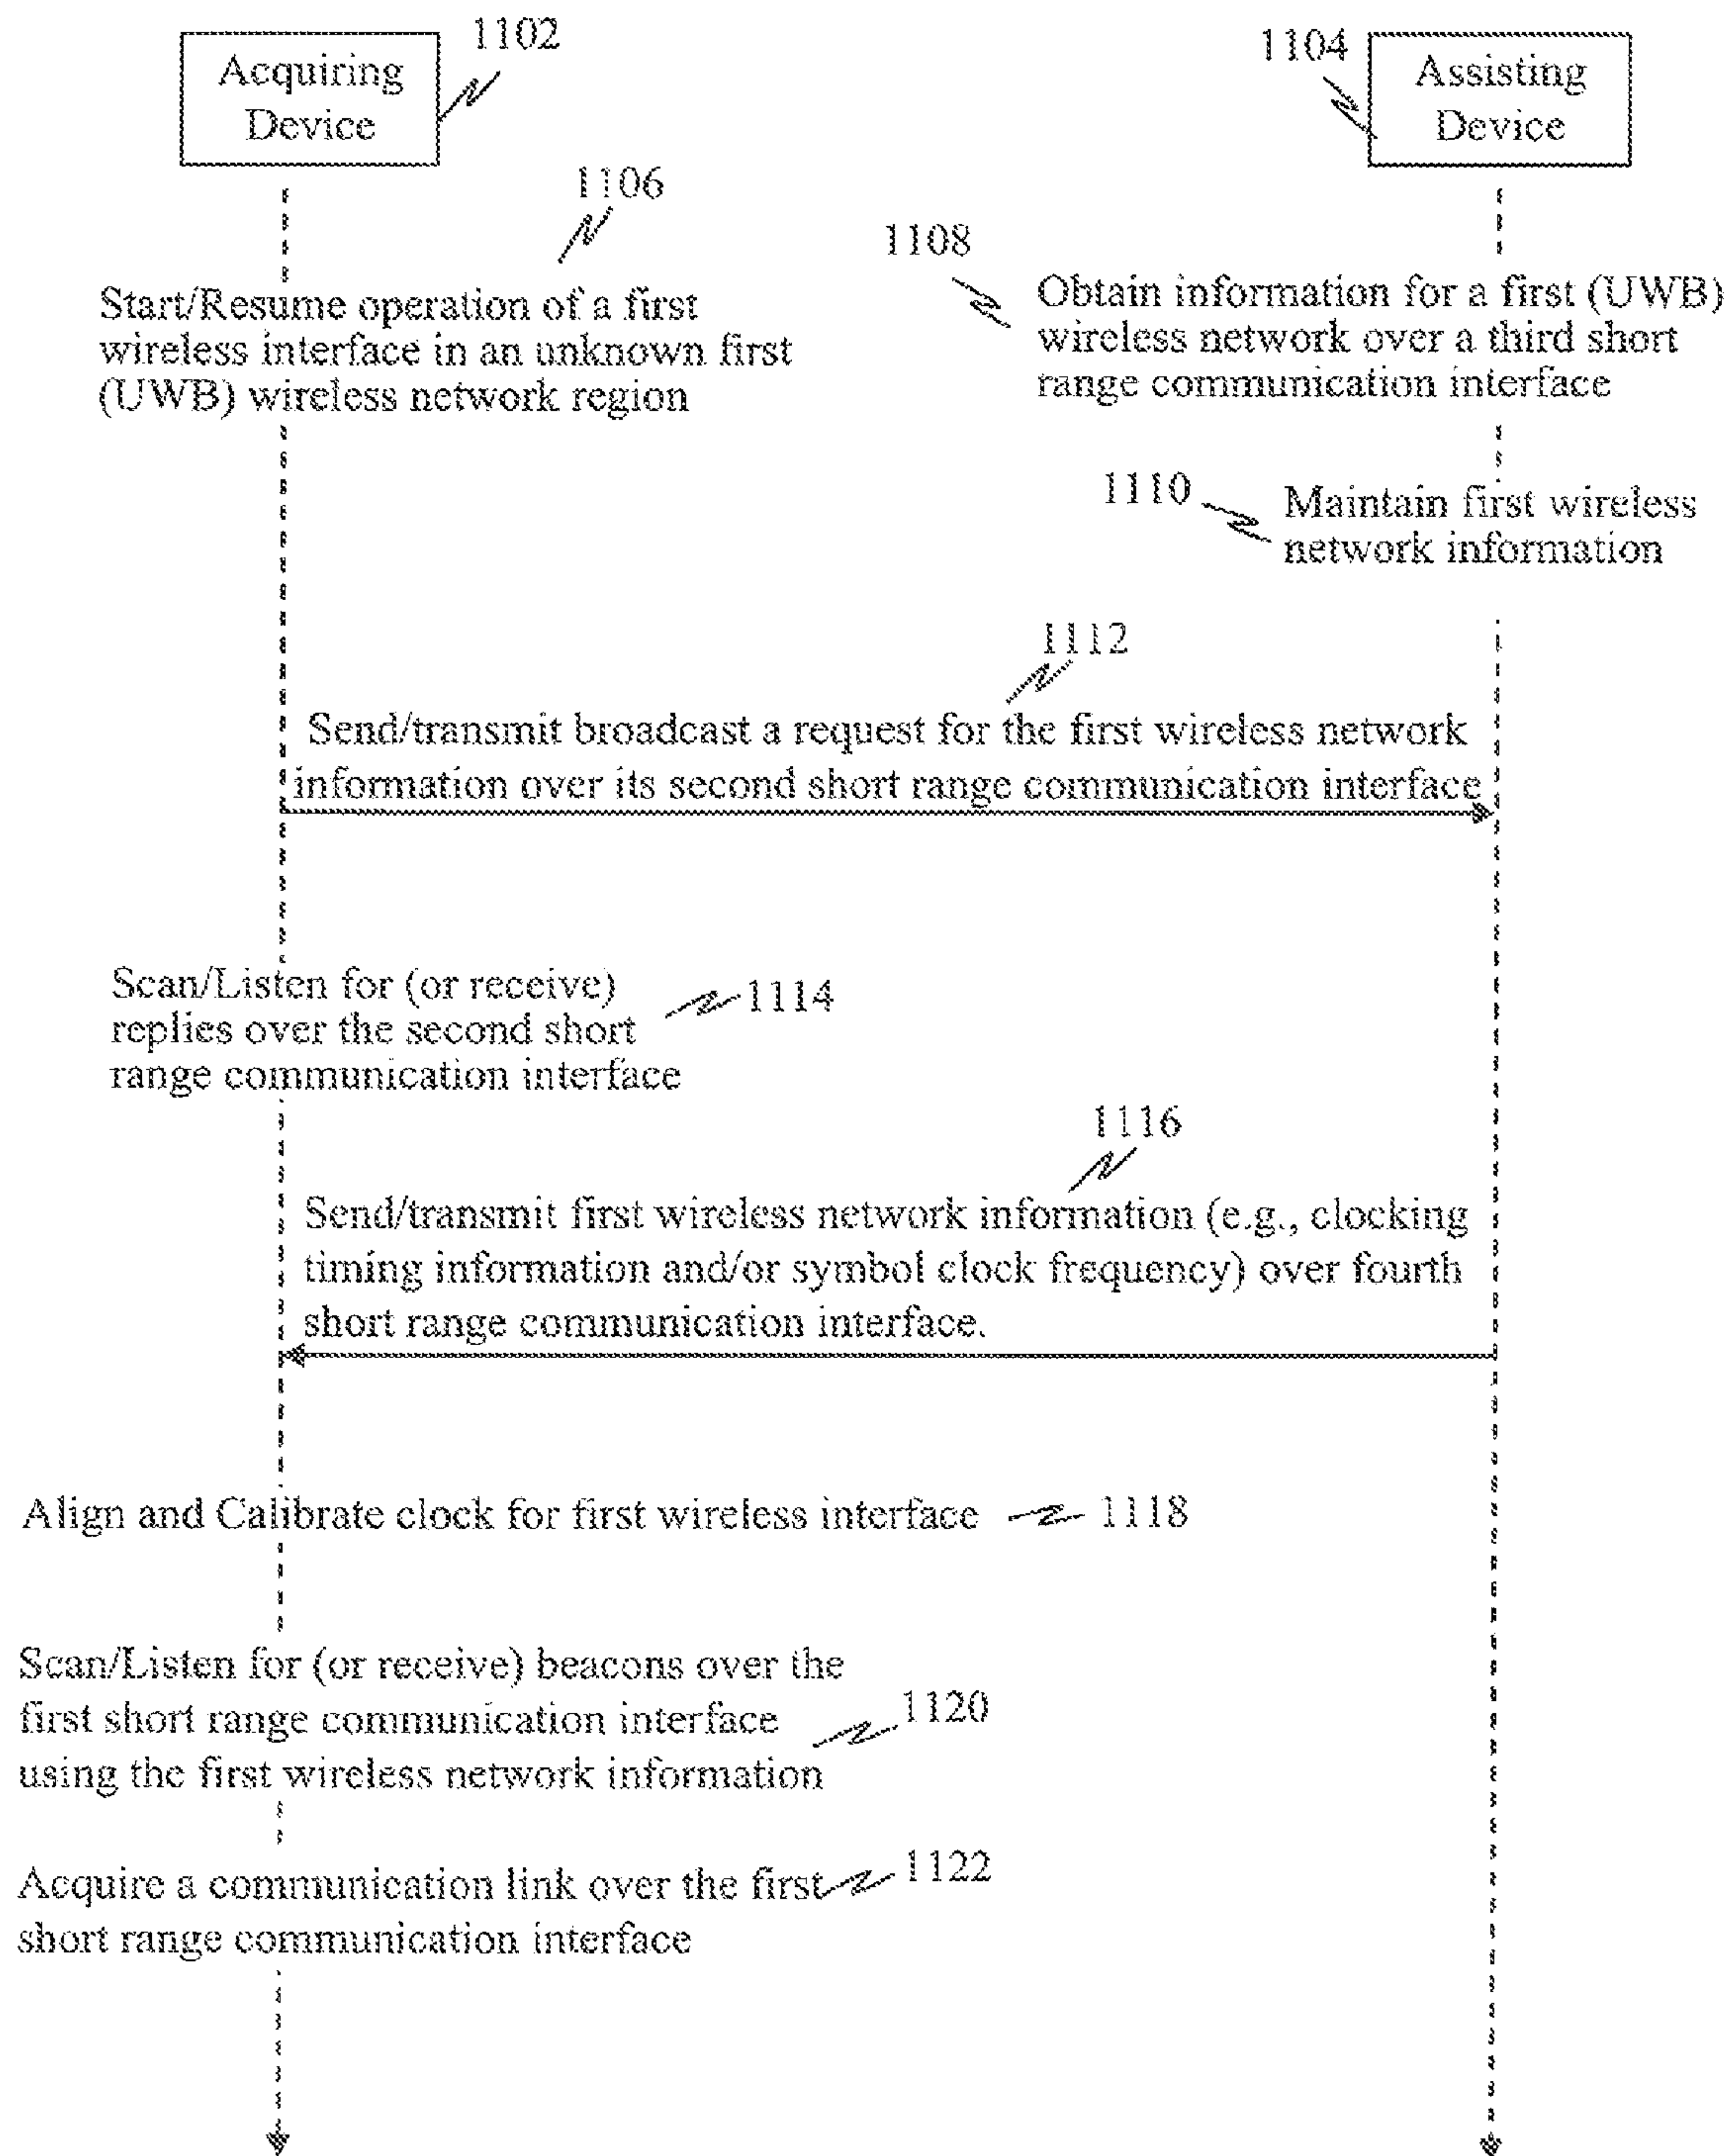 1102
Acquiring
Device
1104
Assisting
Device
1106
Start/Resume operation of a first
wireless interface in an unknown first
(UWB) wireless network region
1108
Obtain information for a first (UWB)
wireless network over a third short
range communication interface
1110
Maintain first wireless
network information
1112
Send/transmit broadcast a request for the first wireless network
information over its second short range communication interface
Scan/Listen for (or receive)
replies over the second short
range communication interface
1114
1116
Send/transmit first wireless network information (e.g., clocking
timing information and/or symbol clock frequency) over fourth
short range communication interface.
Align and Calibrate clock for first wireless interface
1118
Scan/Listen for (or receive) beacons over the
first short range communication interface
using the first wireless network information
1120
Acquire a communication link over the first
short range communication interface
1122